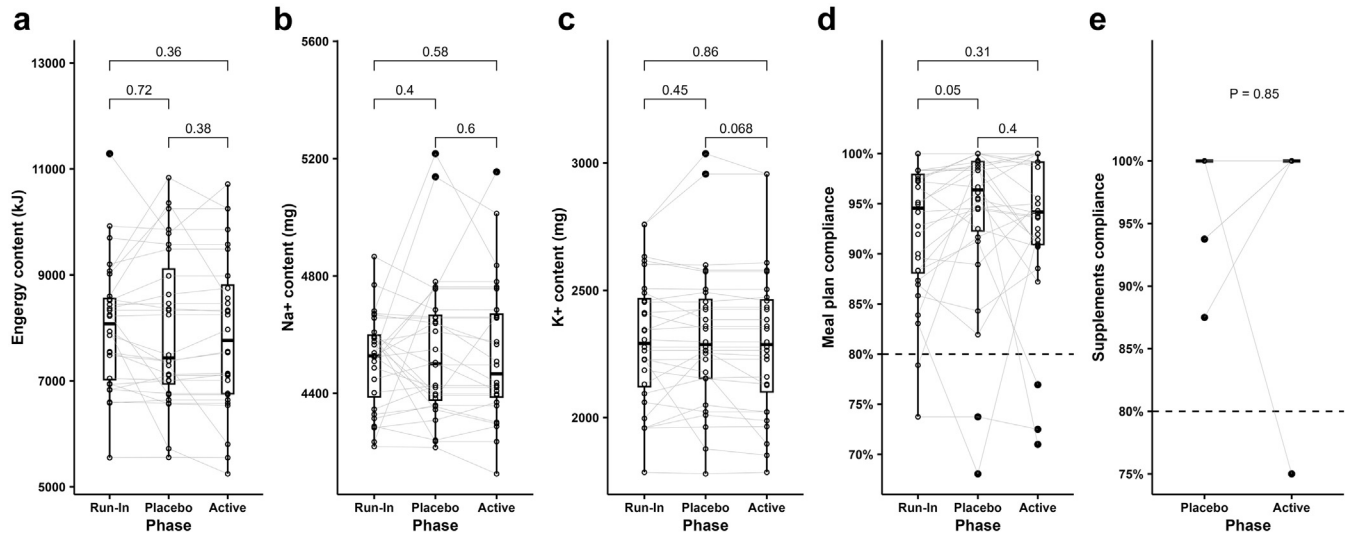 a
0.36
0.72
0.38
13000
11000
9000
7000
5000
Engergy content (kJ)
Run-In Placebo Active
Phase
b
0.58
0.4
0.6
5600
5200
4800
4400
Na+ content (mg)
Run-In Placebo Active
Phase
c
0.86
0.45
0.068
3000
2500
2000
K+ content (mg)
Run-In Placebo Active
Phase
d
0.31
0.05
0.4
100%
95%
90%
85%
80%
75%
70%
Meal plan compliance
Run-In Placebo Active
Phase
e
P = 0.85
100%
95%
90%
85%
80%
75%
Supplements compliance
Placebo Active
Phase